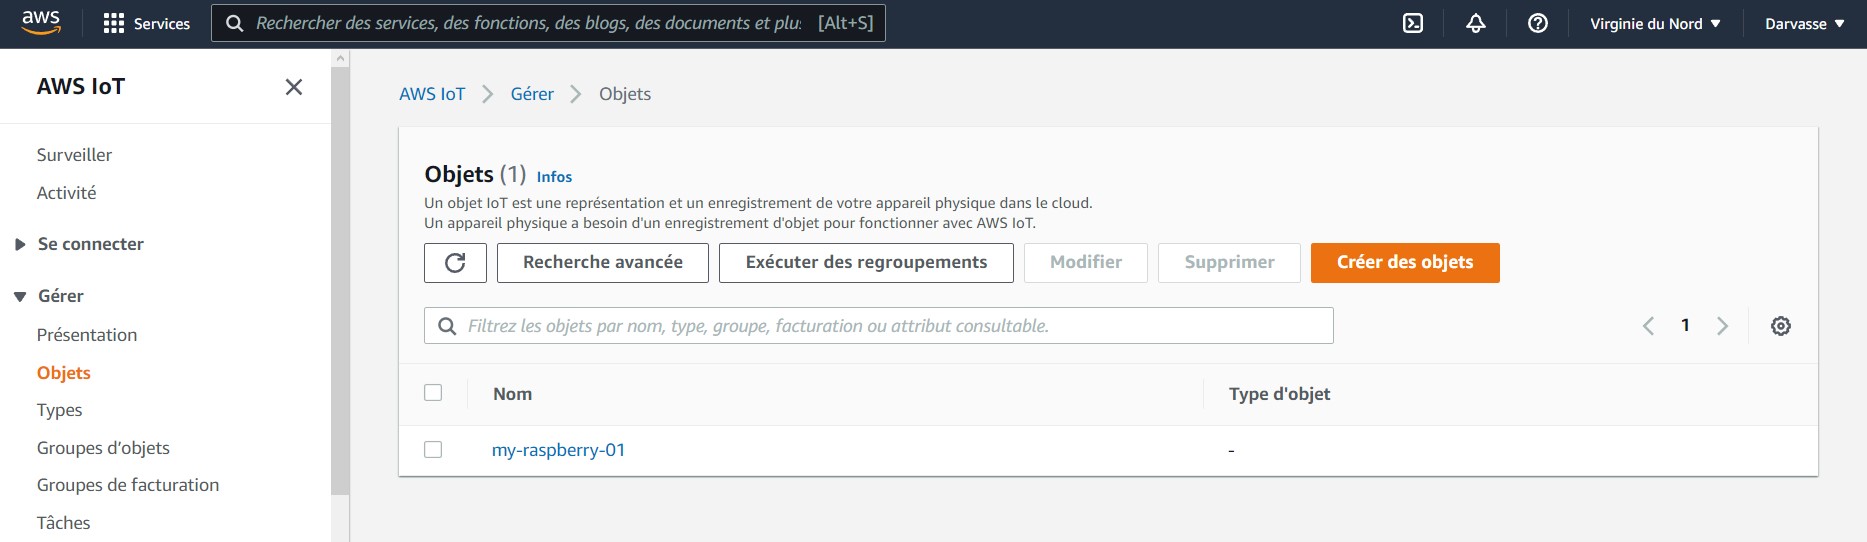 aws
Services
Rechercher des services, des fonctions, des blogs, des documents et plus [Alt+S]
Virginie du Nord
Darvasse
AWS IoT
Surveiller
Activité
Se connecter
Gérer
Présentation
Objets
Types
Groupes d'objets
Groupes de facturation
Tâches
AWS IoT > Gérer > Objets
Objets (1) Infos
Un objet IoT est une représentation et un enregistrement de votre appareil physique dans le cloud.
Un appareil physique a besoin d'un enregistrement d'objet pour fonctionner avec AWS IoT.
Recherche avancée
Exécuter des regroupements
Modifier
Supprimer
Créer des objets
Filtrez les objets par nom, type, groupe, facturation ou attribut consultable.
1
Nom
Type d'objet
my-raspberry-01
-